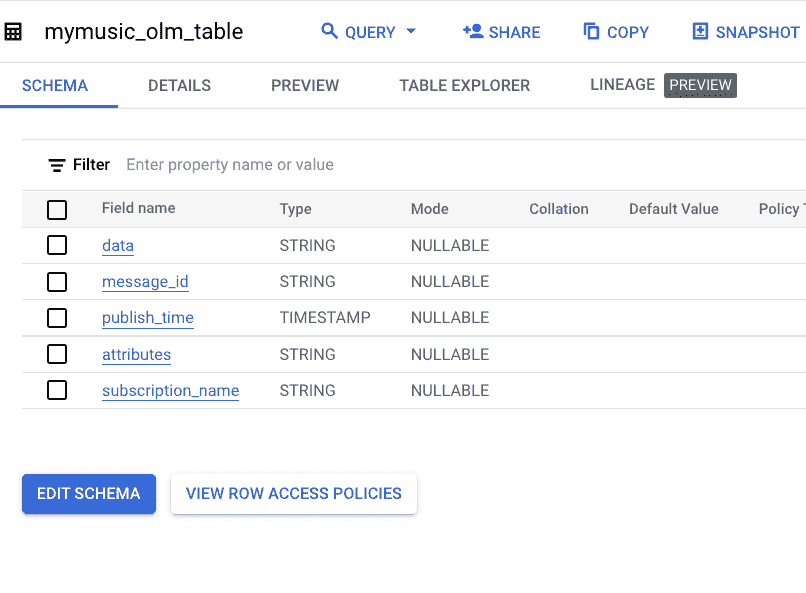 mymusic_olm_table QUERY SHARE COPY SNAPSHOT
SCHEMA DETAILS PREVIEW TABLE EXPLORER LINEAGE PREVIEW
Filter Enter property name or value
Field name Type Mode Collation Default Value Policy
data STRING NULLABLE
message_id STRING NULLABLE
publish_time TIMESTAMP NULLABLE
attributes STRING NULLABLE
subscription_name STRING NULLABLE
EDIT SCHEMA VIEW ROW ACCESS POLICIES